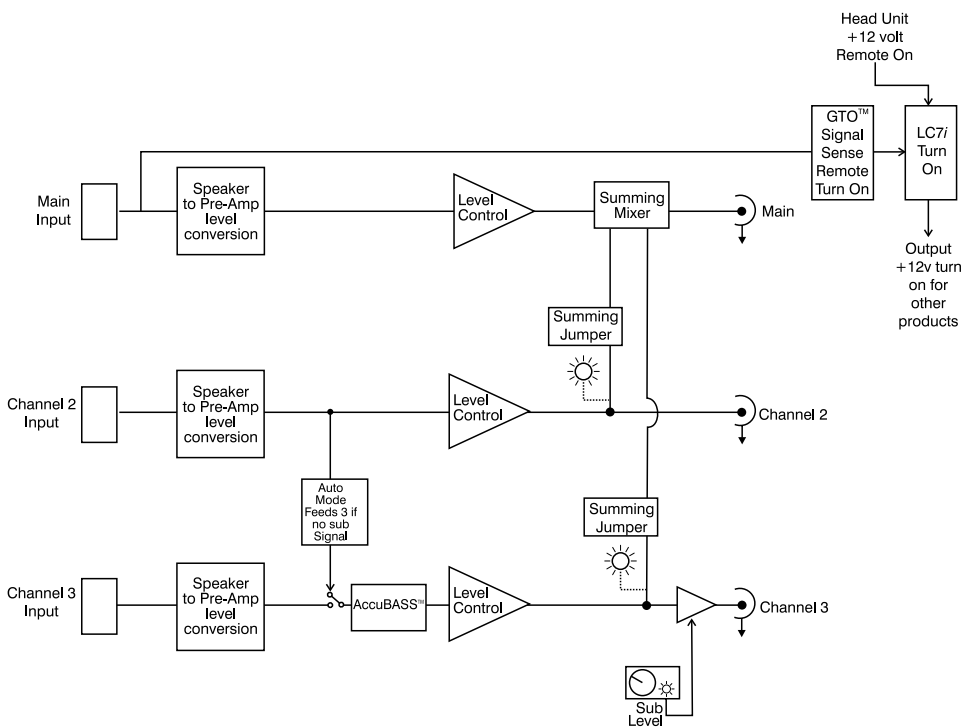 Head Unit
+12 volt
Remote On
GTO™
Signal
Sense
Remote
Turn On
LC7i
Turn
On
Output
+12v turn
on for
other
products
Main
Input
Speaker
to Pre-Amp
level
conversion
Level
Control
Summing
Mixer
Main
Summing
Jumper
Channel 2
Input
Speaker
to Pre-Amp
level
conversion
Level
Control
Channel 2
Auto
Mode
Feeds 3 if
no sub
Signal
Summing
Jumper
Channel 3
Input
Speaker
to Pre-Amp
level
conversion
AccuBASS™
Level
Control
Channel 3
Sub
Level